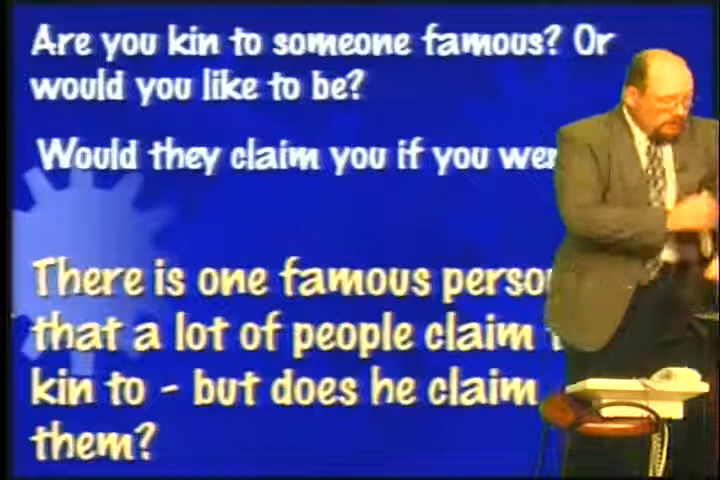 Are you kin to someone famous? Or
would you like to be?
Would they claim you if you
There is one famous
that a lot of people claim
kin to - but does he claim
them?